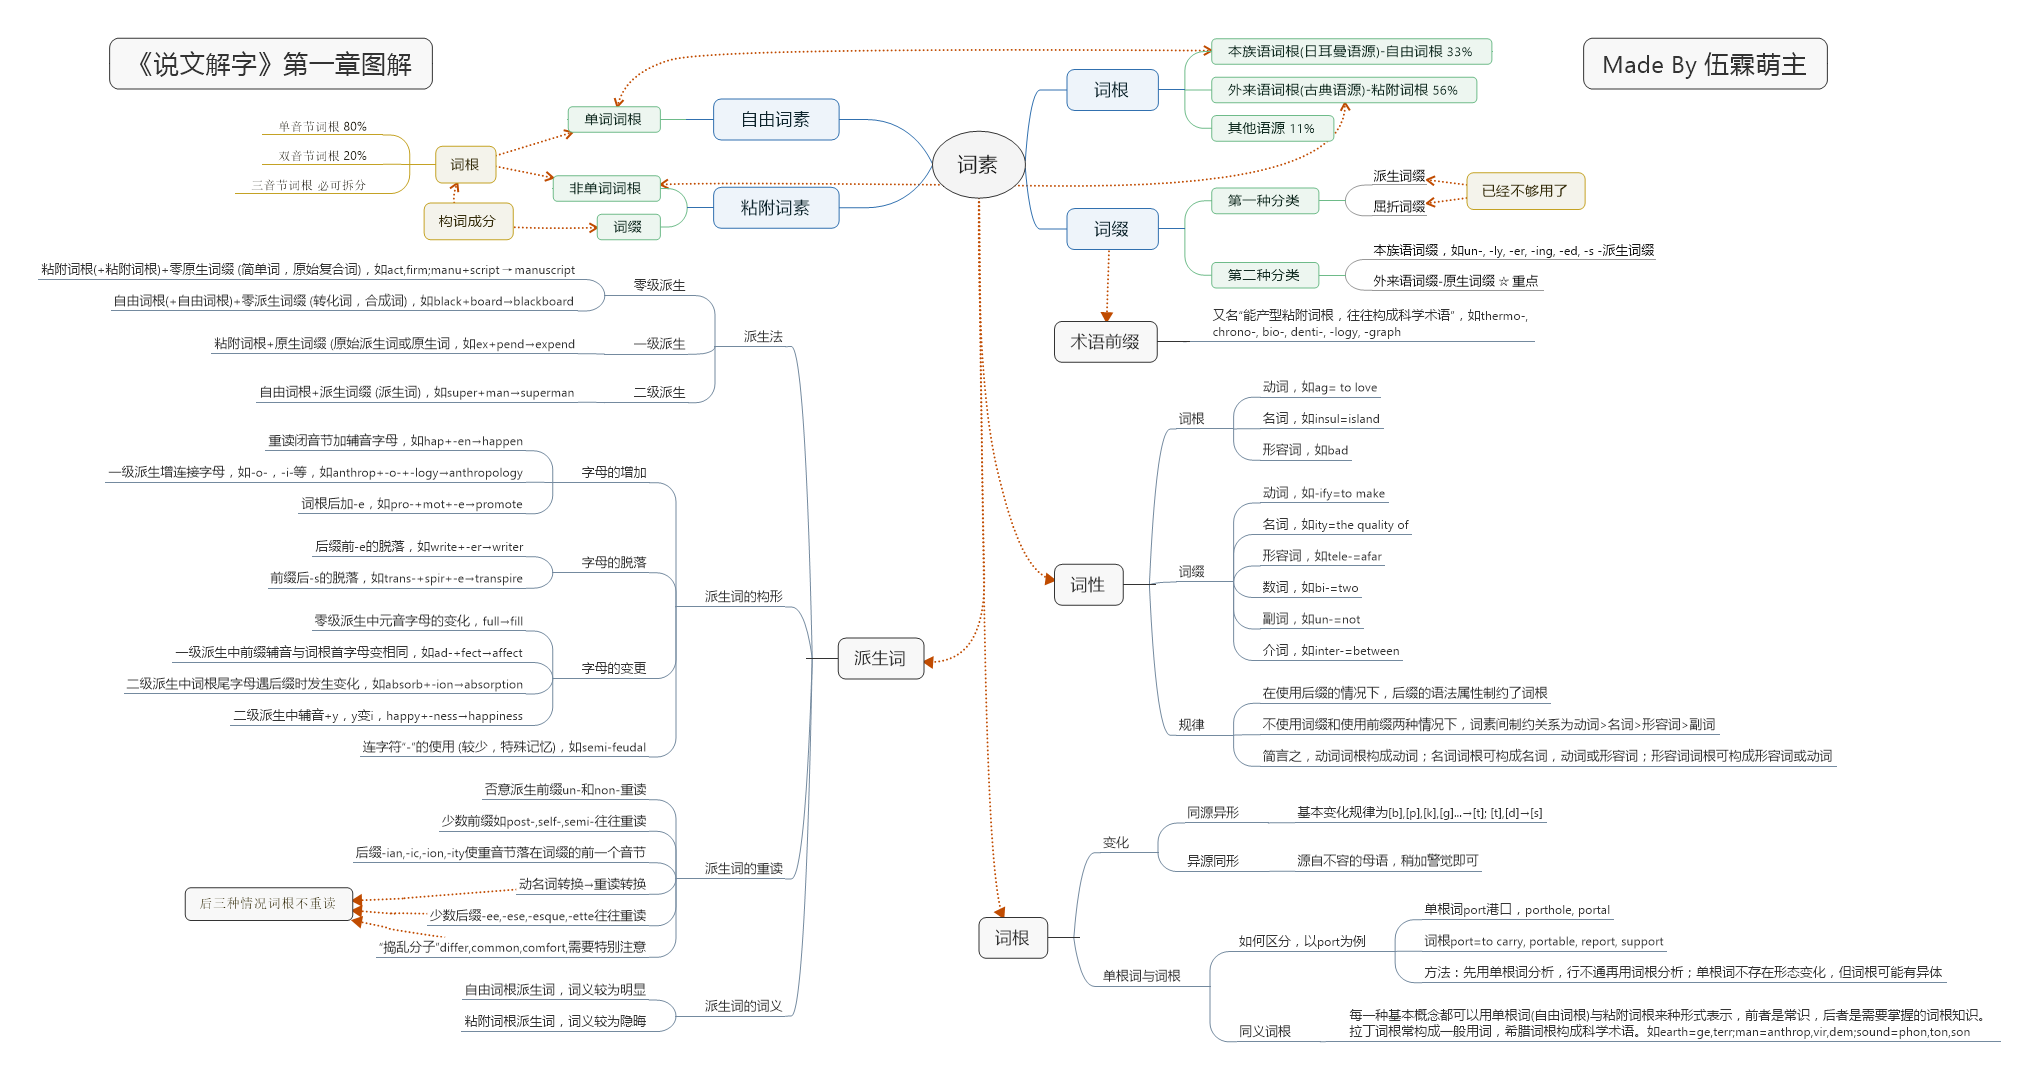 《说文解字》第一章图解
Made By 伍霖萌主
词素
自由词素
单词词根
粘附词素
非单词词根
词缀
词根
单音节词根 80%
双音节词根 20%
三音节词根 必可拆分
构词成分
词根
本族语词根(日耳曼语源)-自由词根 33%
外来语词根(古典语源)-粘附词根 56%
其他语源 11%
词缀
第一种分类
派生词缀
屈折词缀
已经不够用了
第二种分类
本族语词缀，如un-, -ly, -er, -ing, -ed, -s -派生词缀
外来语词缀-原生词缀 ☆ 重点
术语前缀
又名“能产型粘附词根，往往构成科学术语”，如thermo-,
chrono-, bio-, denti-, -logy, -graph
派生词
派生法
零级派生
粘附词根(+粘附词根)+零原生词缀 (简单词，原始复合词)，如act,firm;manu+script→manuscript
自由词根(+自由词根)+零派生词缀 (转化词，合成词)，如black+board→blackboard
一级派生
粘附词根+原生词缀 (原始派生词或原生词，如ex+pend→expend
二级派生
自由词根+派生词缀 (派生词)，如super+man→superman
派生词的构形
字母的增加
重读闭音节加辅音字母，如hap+-en→happen
一级派生增连接字母，如-o-，-i-等，如anthrop+-o-+-logy→anthropology
词根后加-e，如pro-+mot+-e→promote
字母的脱落
后缀前-e的脱落，如write+-er→writer
前缀后-s的脱落，如trans-+spir+-e→transpire
字母的变更
零级派生中元音字母的变化，full→fill
一级派生中前缀辅音与词根首字母变相同，如ad-+fect→affect
二级派生中词根尾字母遇后缀时发生变化，如absorb+-ion→absorption
二级派生中辅音+y，y变i，happy+-ness→happiness
连字符“-”的使用 (较少，特殊记忆)，如semi-feudal
派生词的重读
否意派生前缀un-和non-重读
少数前缀如post-,self-,semi-往往重读
后缀-ian,-ic,-ion,-ity使重音节落在词缀的前一个音节
动名词转换→重读转换
少数后缀-ee,-ese,-esque,-ette往往重读
“捣乱分子”differ,common,comfort,需要特别注意
后三种情况词根不重读
派生词的词义
自由词根派生词，词义较为明显
粘附词根派生词，词义较为隐晦
词性
词根
动词，如ag= to love
名词，如insul=island
形容词，如bad
词缀
动词，如-ify=to make
名词，如ity=the quality of
形容词，如tele-=afar
数词，如bi-=two
副词，如un-=not
介词，如inter-=between
规律
在使用后缀的情况下，后缀的语法属性制约了词根
不使用词缀和使用前缀两种情况下，词素间制约关系为动词>名词>形容词>副词
简言之，动词词根构成动词；名词词根可构成名词，动词或形容词；形容词词根可构成形容词或动词
词根
变化
同源异形
基本变化规律为[b],[p],[k],[g]...→[t]; [t],[d]→[s]
异源同形
源自不容的母语，稍加警觉即可
单根词与词根
如何区分，以port为例
单根词port港口，porthole, portal
词根port=to carry, portable, report, support
方法：先用单根词分析，行不通再用词根分析；单根词不存在形态变化，但词根可能有异体
同义词根
每一种基本概念都可以用单根词(自由词根)与粘附词根来种形式表示，前者是常识，后者是需要掌握的词根知识。
拉丁词根常构成一般用词，希腊词根构成科学术语。如earth=ge,terr;man=anthrop,vir,dem;sound=phon,ton,son